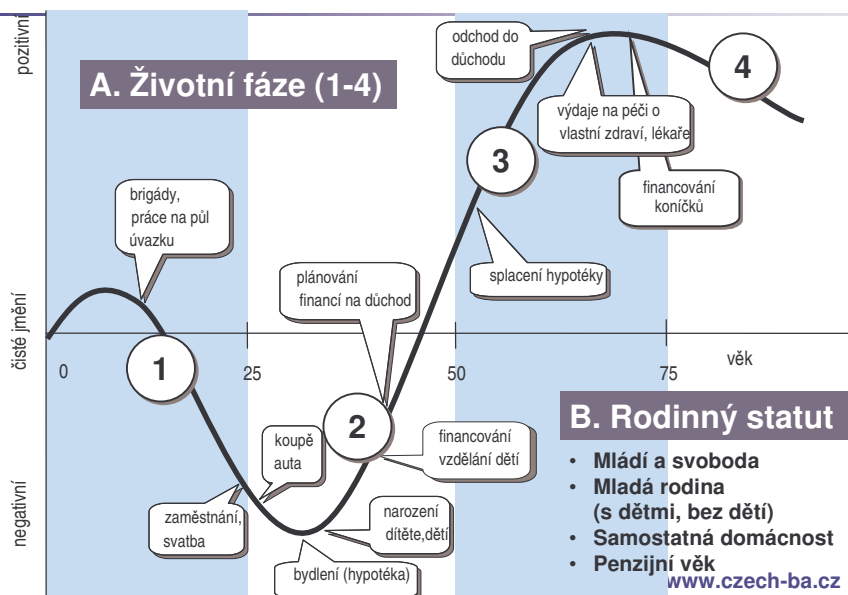 pozitivní
čisté jmění
negativní
A. Životní fáze (1-4)
odchod do
důchodu
4
výdaje na péči o
vlastní zdraví, lékaře
3
financování
koníčků
brigády,
práce na půl
úvazku
plánování
financí na důchod
splacení hypotéky
1
0
25
50
75
věk
2
B. Rodinný statut
• Mládí a svoboda
• Mladá rodina
(s dětmi, bez dětí)
• Samostatná domácnost
• Penzijní věk
koupě
auta
financování
vzdělání dětí
zaměstnání,
svatba
narození
dítěte,dětí
bydlení (hypotéka)
www.czech-ba.cz